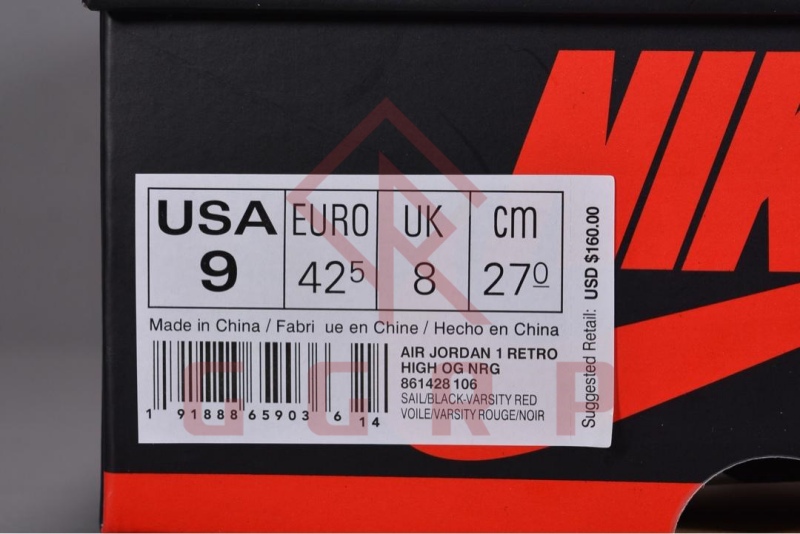 NIK
USA EURO UK cm
9 42⁵ 8 27⁰
Made in China / Fabri ue en Chine / Hecho en China
AIR JORDAN 1 RETRO
HIGH OG NRG
861428 106
SAIL/BLACK-VARSITY RED
VOILE/VARSITY ROUGE/NOIR
1 91888 65903 6 14
Suggested Retail: USD $160.00
GGRP